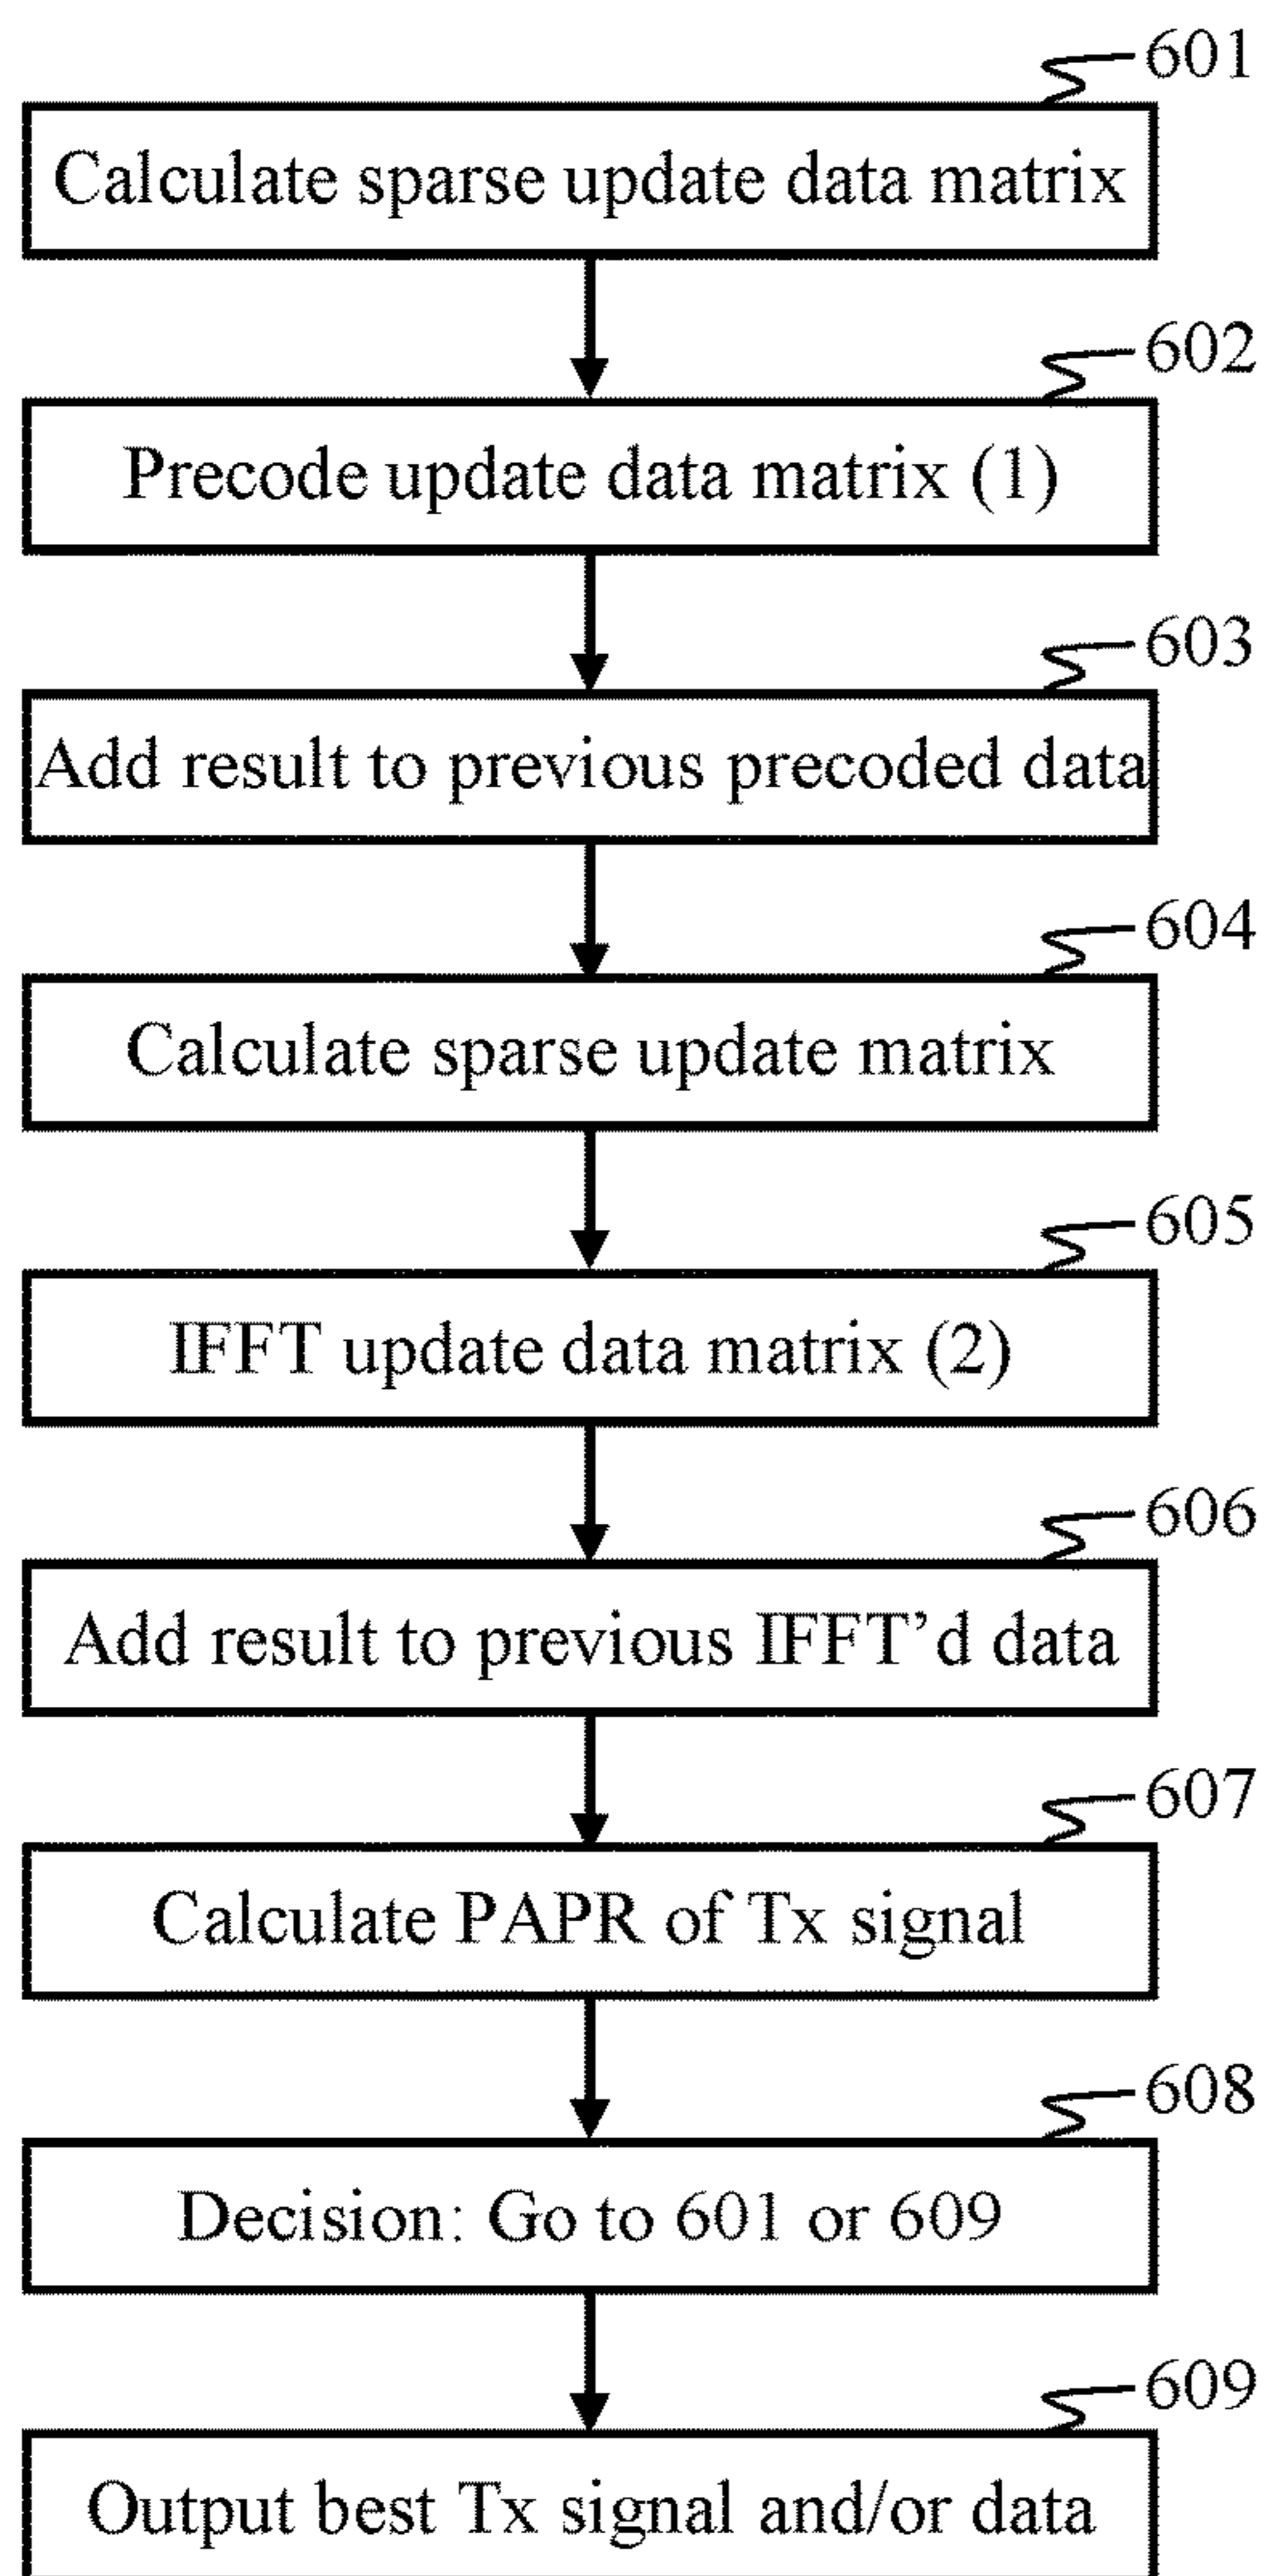 601
Calculate sparse update data matrix
602
Precode update data matrix (1)
603
Add result to previous precoded data
604
Calculate sparse update matrix
605
IFFT update data matrix (2)
606
Add result to previous IFFT’d data
607
Calculate PAPR of Tx signal
608
Decision: Go to 601 or 609
609
Output best Tx signal and/or data